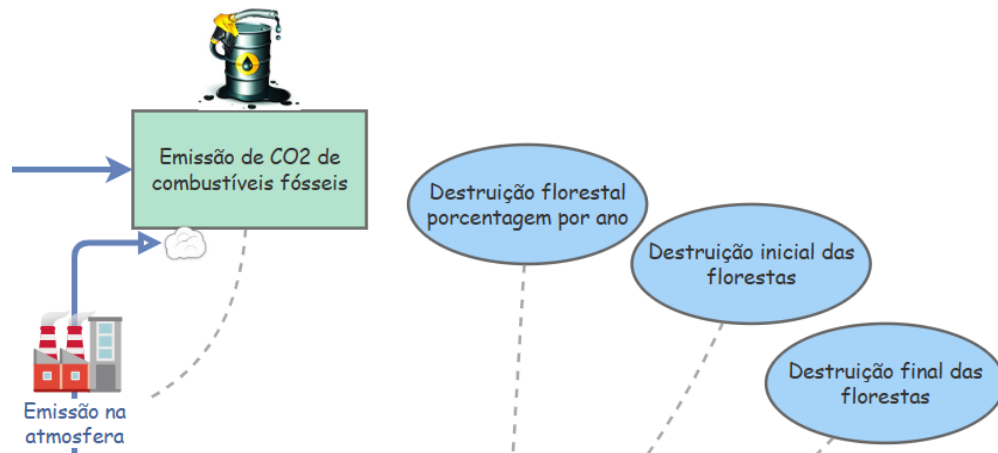 Emissão de CO2 de
combustíveis fósseis
Destruição florestal
porcentagem por ano
Destruição inicial das
florestas
Destruição final das
florestas
Emissão na
atmosfera